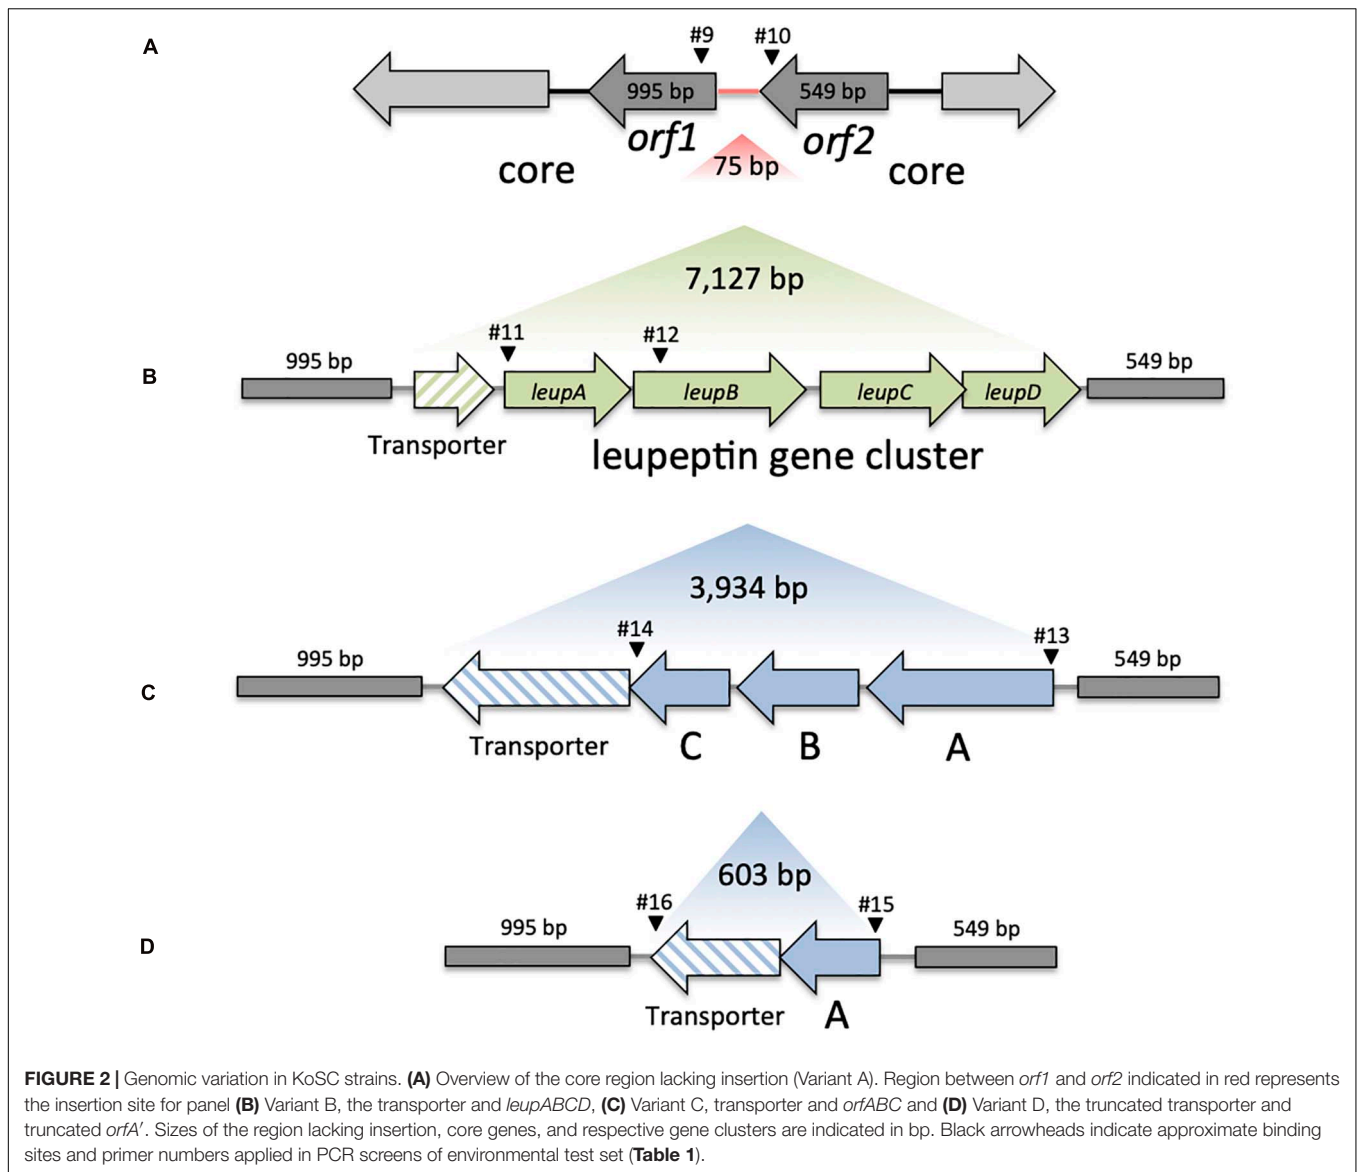 A
#9
#10
995 bp
549 bp
orf1
orf2
core
75 bp
core
7,127 bp
#11
#12
B
995 bp
549 bp
leupA
leupB
leupC
leupD
Transporter
leupeptin gene cluster
3,934 bp
#14
#13
C
995 bp
549 bp
Transporter
C
B
A
603 bp
#16
#15
D
995 bp
549 bp
Transporter
A
FIGURE 2 | Genomic variation in KoSC strains. (A) Overview of the core region lacking insertion (Variant A). Region between orf1 and orf2 indicated in red represents
the insertion site for panel (B) Variant B, the transporter and leupABCD, (C) Variant C, transporter and orfABC and (D) Variant D, the truncated transporter and
truncated orfA′. Sizes of the region lacking insertion, core genes, and respective gene clusters are indicated in bp. Black arrowheads indicate approximate binding
sites and primer numbers applied in PCR screens of environmental test set (Table 1).